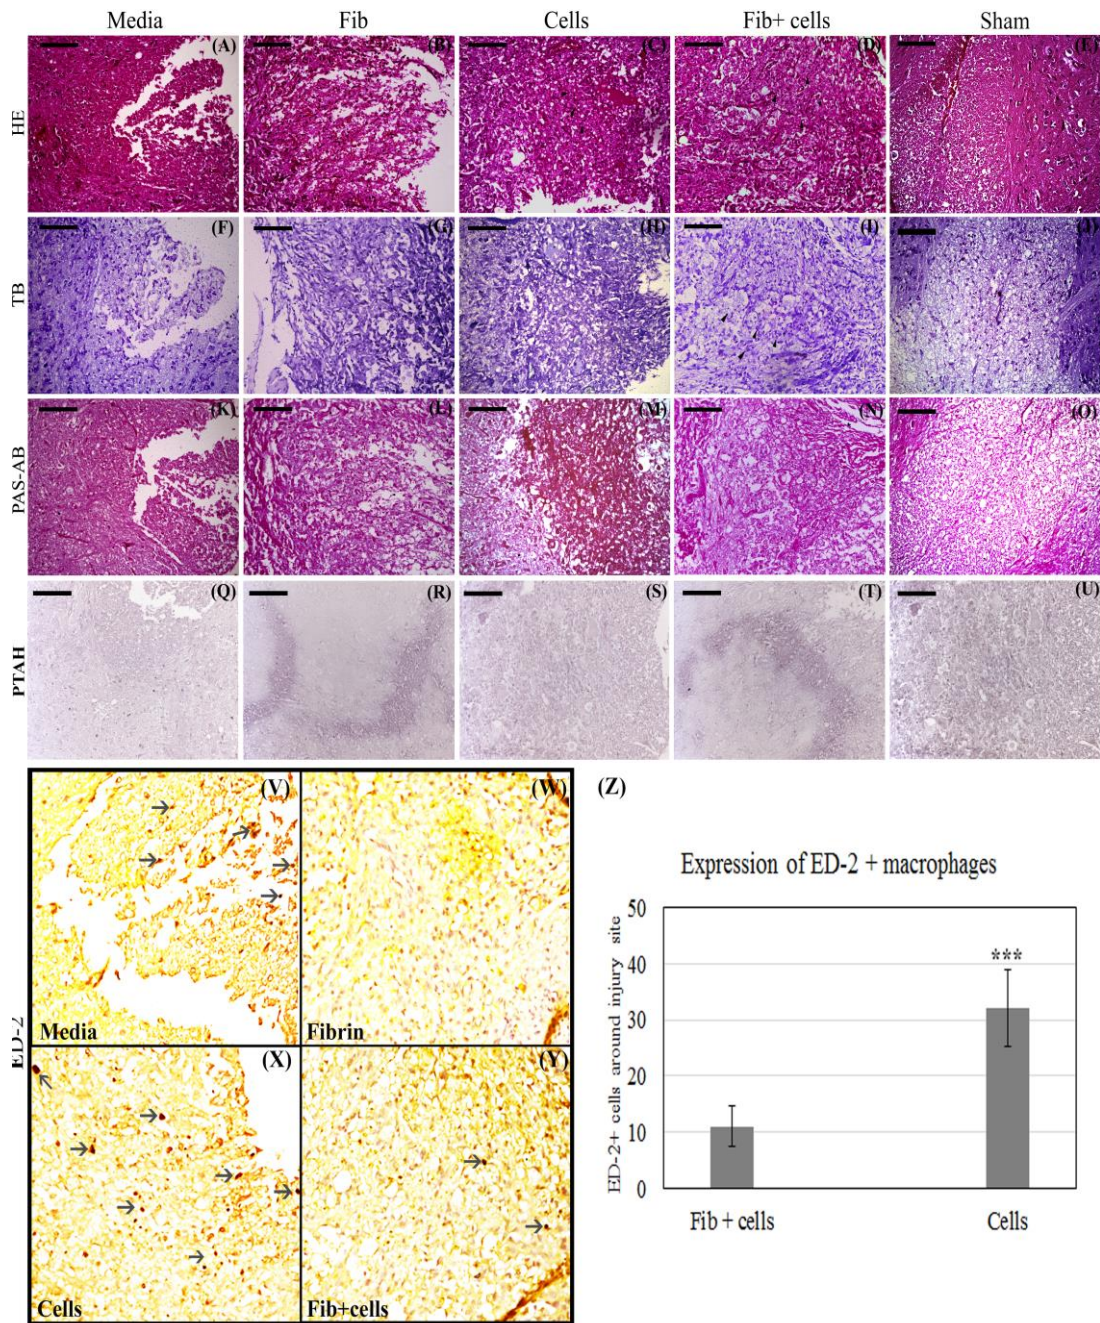 Media Fib Cells Fib+ cells Sham
HE
(A) (B) (C) (D) (E)
TB
(F) (G) (H) (I) (J)
PAS-AB
(K) (L) (M) (N) (O)
PTAH
(Q) (R) (S) (T) (U)
ED-2
(V) (W)
Media Fibrin
(X) (Y)
Cells Fib+cells
(Z)
Expression of ED-2 + macrophages
ED-2+ cells around injury site
50
40
30
20
10
0
***
Fib + cells Cells